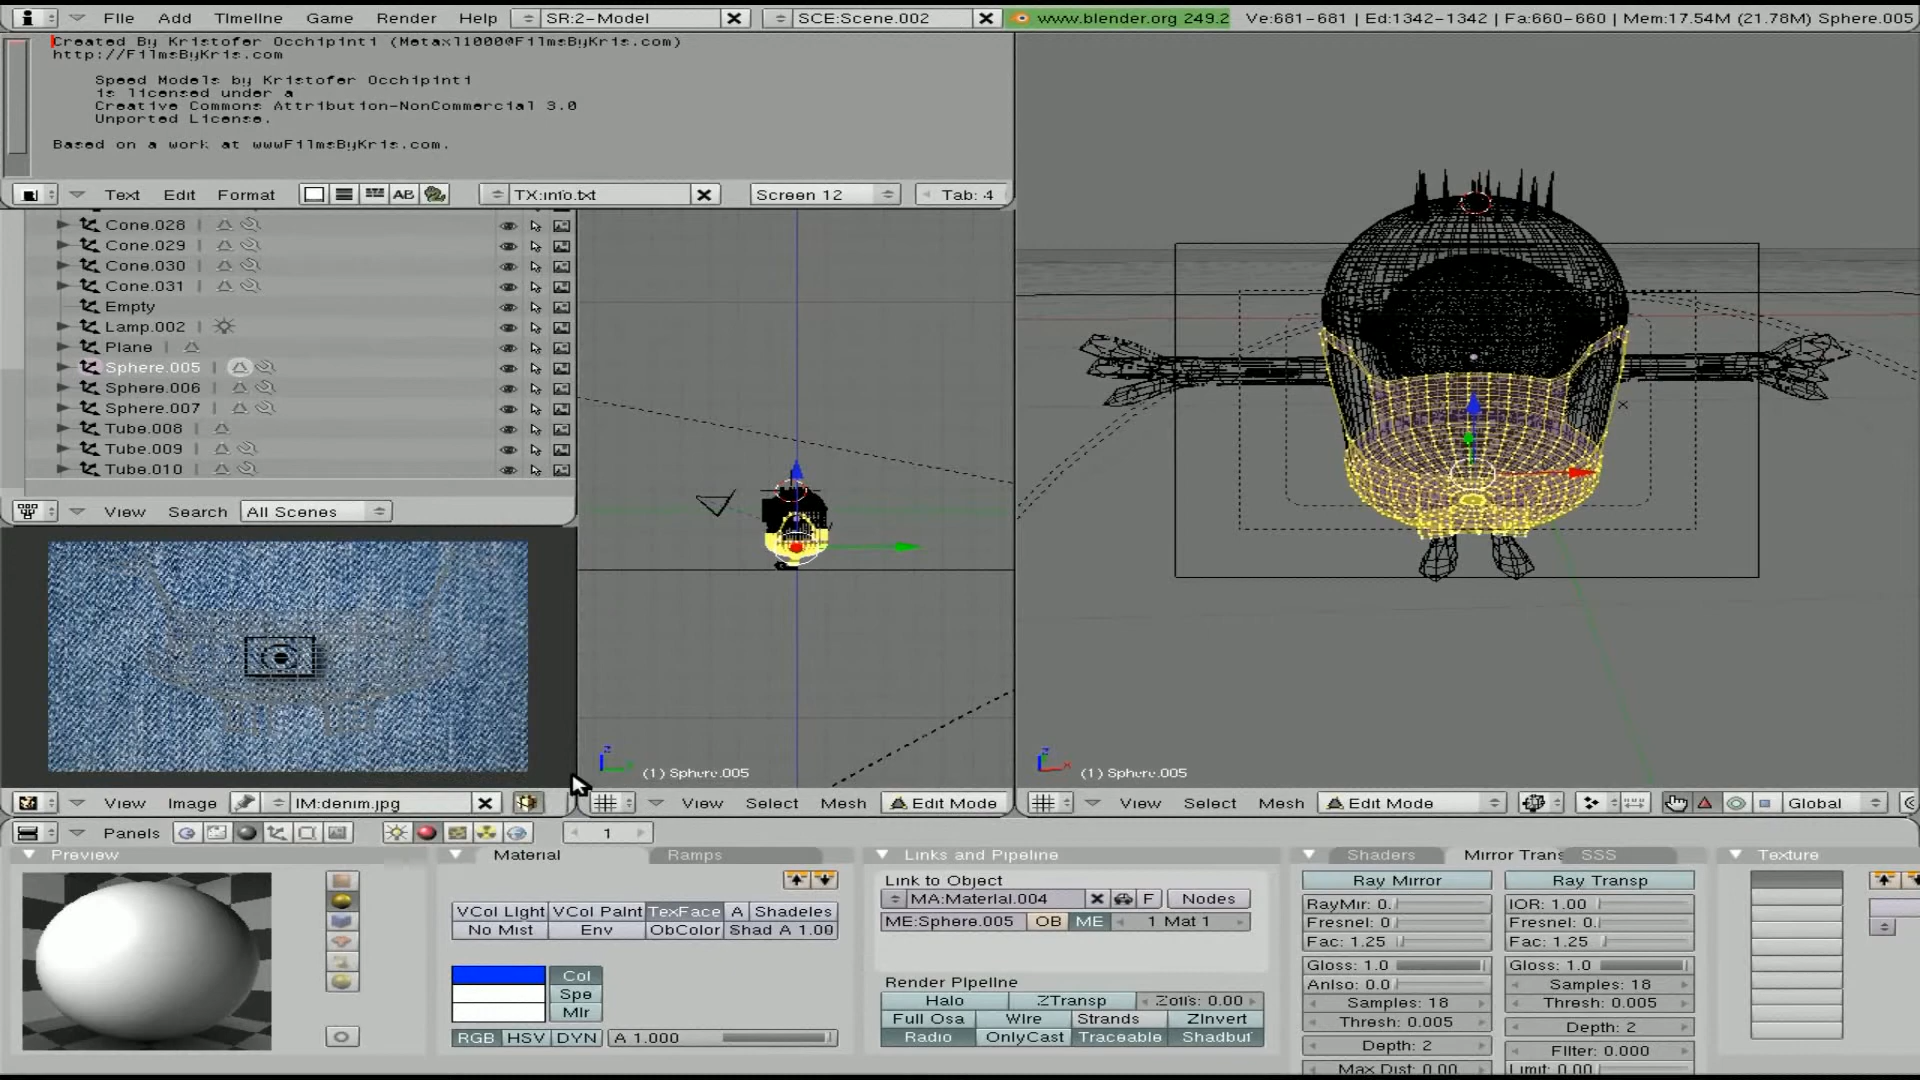 File Add Timeline Game Render Help SR:2-Model SCE:Scene.002 www.blender.org 249.2 Ve:681-681 | Ed:1342-1342 | Fa:660-660 | Mem:17.54M (21.78M) Sphere.005
Created By Kristofer Occhipinti (Metaxl1000@FilmsByKris.com)
http://FilmsByKris.com
Speed Models by Kristofer Occhipinti
is licensed under a
Creative Commons Attribution-NonCommercial 3.0
Unported License.
Based on a work at wwwFilmsByKris.com.
Text Edit Format AB TX:info.txt Screen 12 Tab: 4
Cone.028
Cone.029
Cone.030
Cone.031
Empty
Lamp.002
Plane
Sphere.005
Sphere.006
Sphere.007
Tube.008
Tube.009
Tube.010
View Search All Scenes
(1) Sphere.005
(1) Sphere.005
View Image IM:denim.jpg
View Select Mesh Edit Mode
View Select Mesh Edit Mode Global
Panels 1
Preview
Material Ramps
VCol Light VCol Paint TexFace A Shadeles
No Mist Env ObColor Shad A 1.00
Col
Spe
Mir
RGB HSV DYN A 1.000
Links and Pipeline
Link to Object
MA:Material.004 F Nodes
ME:Sphere.005 OB ME 1 Mat 1
Render Pipeline
Halo ZTransp Zoffs: 0.00
Full Osa Wire Strands ZInvert
Radio OnlyCast Traceable Shadbuf
Shaders Mirror Trans SSS
Ray Mirror Ray Transp
RayMir: 0. IOR: 1.00
Fresnel: 0. Fresnel: 0.
Fac: 1.25 Fac: 1.25
Gloss: 1.0 Gloss: 1.0
Aniso: 0.0 Samples: 18
Samples: 18 Thresh: 0.005
Thresh: 0.005 Depth: 2
Depth: 2 Filter: 0.000
Max Dist: 0.00 Limit: 0.00
Texture